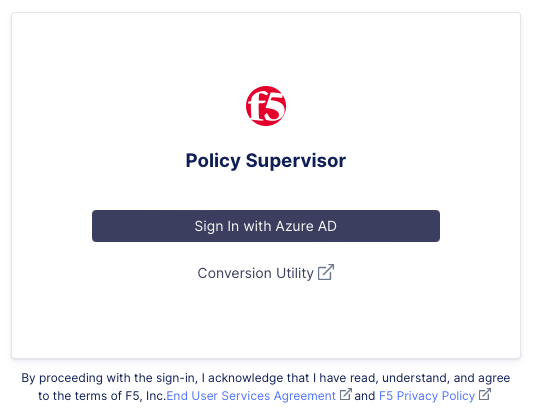 f5
Policy Supervisor
Sign In with Azure AD
Conversion Utility
By proceeding with the sign-in, I acknowledge that I have read, understand, and agree
to the terms of F5, Inc.End User Services Agreement and F5 Privacy Policy